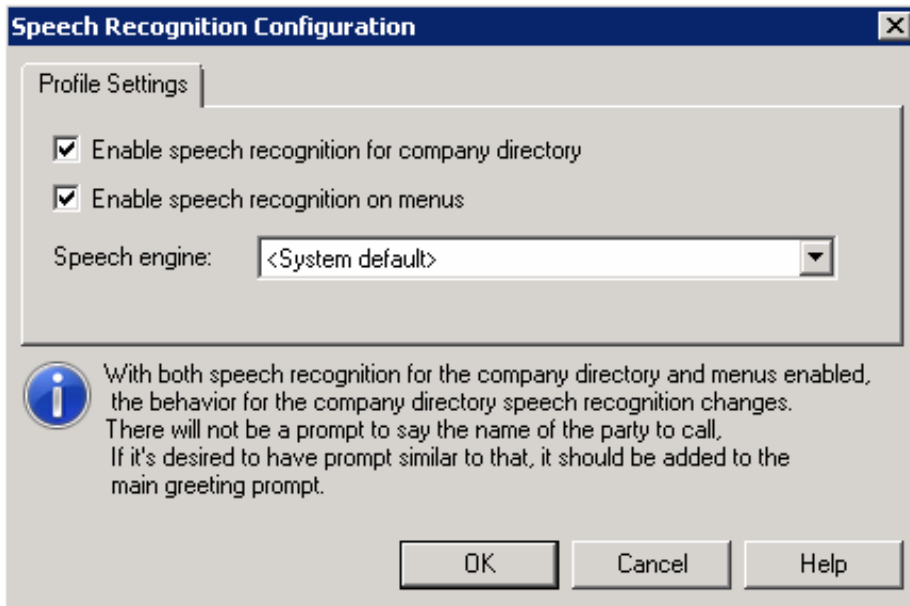 Speech Recognition Configuration
Profile Settings
Enable speech recognition for company directory
Enable speech recognition on menus
Speech engine: <System default>
With both speech recognition for the company directory and menus enabled,
the behavior for the company directory speech recognition changes.
There will not be a prompt to say the name of the party to call,
If it's desired to have prompt similar to that, it should be added to the
main greeting prompt.
OK Cancel Help